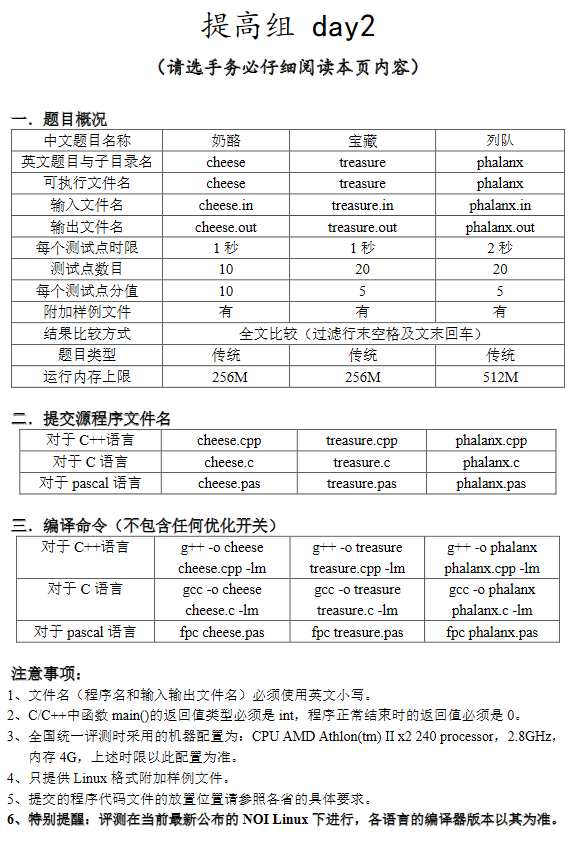 提高组 day2
（请选手务必仔细阅读本页内容）
一．题目概况
中文题目名称 奶酪 宝藏 列队
英文题目与子目录名 cheese treasure phalanx
可执行文件名 cheese treasure phalanx
输入文件名 cheese.in treasure.in phalanx.in
输出文件名 cheese.out treasure.out phalanx.out
每个测试点时限 1 秒 1 秒 2 秒
测试点数目 10 20 20
每个测试点分值 10 5 5
附加样例文件 有 有 有
结果比较方式 全文比较（过滤行末空格及文末回车）
题目类型 传统 传统 传统
运行内存上限 256M 256M 512M
二．提交源程序文件名
对于 C++语言 cheese.cpp treasure.cpp phalanx.cpp
对于 C 语言 cheese.c treasure.c phalanx.c
对于 pascal 语言 cheese.pas treasure.pas phalanx.pas
三．编译命令（不包含任何优化开关）
对于 C++语言 g++ -o cheese g++ -o treasure g++ -o phalanx
cheese.cpp -lm treasure.cpp -lm phalanx.cpp -lm
对于 C 语言 gcc -o cheese gcc -o treasure gcc -o phalanx
cheese.c -lm treasure.c -lm phalanx.c -lm
对于 pascal 语言 fpc cheese.pas fpc treasure.pas fpc phalanx.pas
注意事项：
1、文件名（程序名和输入输出文件名）必须使用英文小写。
2、C/C++中函数 main()的返回值类型必须是 int，程序正常结束时的返回值必须是 0。
3、全国统一评测时采用的机器配置为：CPU AMD Athlon(tm) II x2 240 processor，2.8GHz，
内存 4G，上述时限以此配置为准。
4、只提供 Linux 格式附加样例文件。
5、提交的程序代码文件的放置位置请参照各省的具体要求。
6、特别提醒：评测在当前最新公布的 NOI Linux 下进行，各语言的编译器版本以其为准。